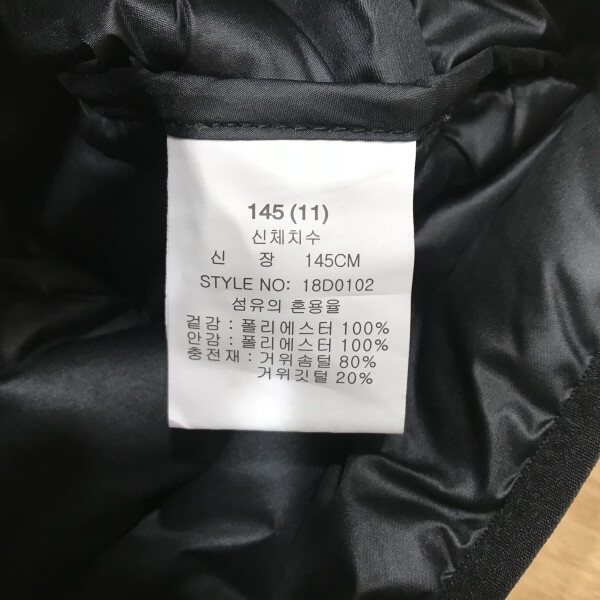 145 (11)
신체치수
신 장 145CM
STYLE NO: 18D0102
섬유의 혼용율
겉감 : 폴리에스터 100%
안감 : 폴리에스터 100%
충전재 : 거위솜털 80%
거위깃털 20%